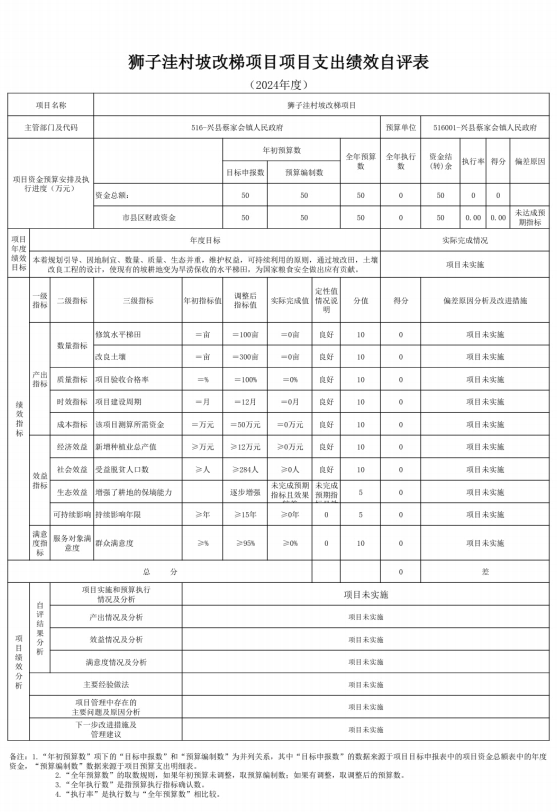 狮子洼村坡改梯项目项目支出绩效自评表
（2024年度）
项目名称 狮子洼村坡改梯项目
主管部门及代码 516-兴县蔡家会镇人民政府 预算单位 516001-兴县蔡家会镇人民政府
项目资金预算安排及执行进度（万元） 年初预算数 全年预算数 全年执行数 资金结(转)余 执行率 得分 偏差原因
目标申报数 预算编制数
资金总额： 50 50 50 0 50 0 0
市县区财政资金 50 50 50 0 50 0.00 0.00 未达成预期指标
项目年度绩效目标 年度目标 实际完成情况
本着规划引导、因地制宜、数量、质量、生态并重，维护权益，可持续利用的原则，通过坡改田，土壤改良工程的设计，使现有的坡耕地变为旱涝保收的水平梯田，为国家粮食安全做出应有贡献。 项目未实施
绩效指标 一级指标 二级指标 三级指标 年初指标值 调整后指标值 实际完成值 定性值情况说明 分值 得分 偏差原因分析及改进措施
产出指标 数量指标 修筑水平梯田 ＝亩 ＝100亩 ＝0亩 良好 10 0 项目未实施
改良土壤 ＝亩 ＝300亩 ＝0亩 良好 10 0 项目未实施
质量指标 项目验收合格率 ＝% ＝100% ＝0% 良好 10 0 项目未实施
时效指标 项目建设周期 ＝月 ＝12月 ＝0月 良好 10 0 项目未实施
成本指标 该项目测算所需资金 ＝万元 ＝50万元 ＝0万元 良好 10 0 项目未实施
效益指标 经济效益 新增种植业总产值 ≥万元 ≥12万元 ≥0万元 良好 10 0 项目未实施
社会效益 受益脱贫人口数 ≥人 ≥284人 ≥0人 良好 10 0 项目未实施
生态效益 增强了耕地的保墒能力 逐步增强 未完成预期指标且效果 未完成预期指 5 0 项目未实施
可持续影响 持续影响年限 ≥年 ≥15年 ≥0年 0 5 0 项目未实施
满意度指标 服务对象满意度 群众满意度 ≥% ≥95% ≥0% 0 10 0 项目未实施
总 分 0 差
项目绩效分析 自评结果分析 项目实施和预算执行情况及分析 项目未实施
产出情况及分析 项目未实施
效益情况及分析 项目未实施
满意度情况及分析 项目未实施
主要经验做法 项目未实施
项目管理中存在的主要问题及原因分析 项目未实施
下一步改进措施及管理建议 项目未实施
备注：1.“年初预算数”项下的“目标申报数”和“预算编制数”为并列关系，其中“目标申报数”的数据来源于项目目标申报表中的项目资金总额表中的年度
资金，“预算编制数”数据来源于项目预算支出明细表。
2.“全年预算数”的取数规则，如果年初预算未调整，取预算编制数；如果有调整，取调整后的预算数。
3.“全年执行数”是指预算执行指标确认数。
4.“执行率”是执行数与“全年预算数”相比较。